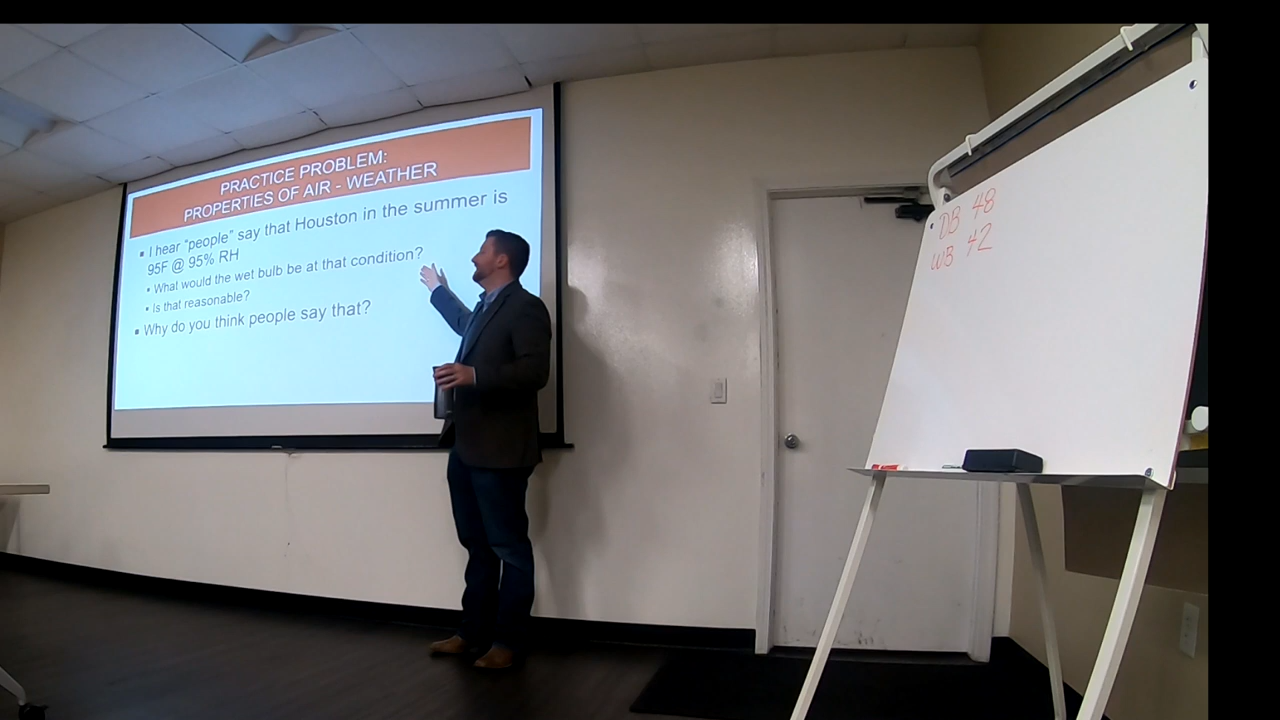 PRACTICE PROBLEM:
PROPERTIES OF AIR - WEATHER
▪ I hear “people” say that Houston in the summer is
95F @ 95% RH
• What would the wet bulb be at that condition?
• Is that reasonable?
▪ Why do you think people say that?
DB 48
WB 42